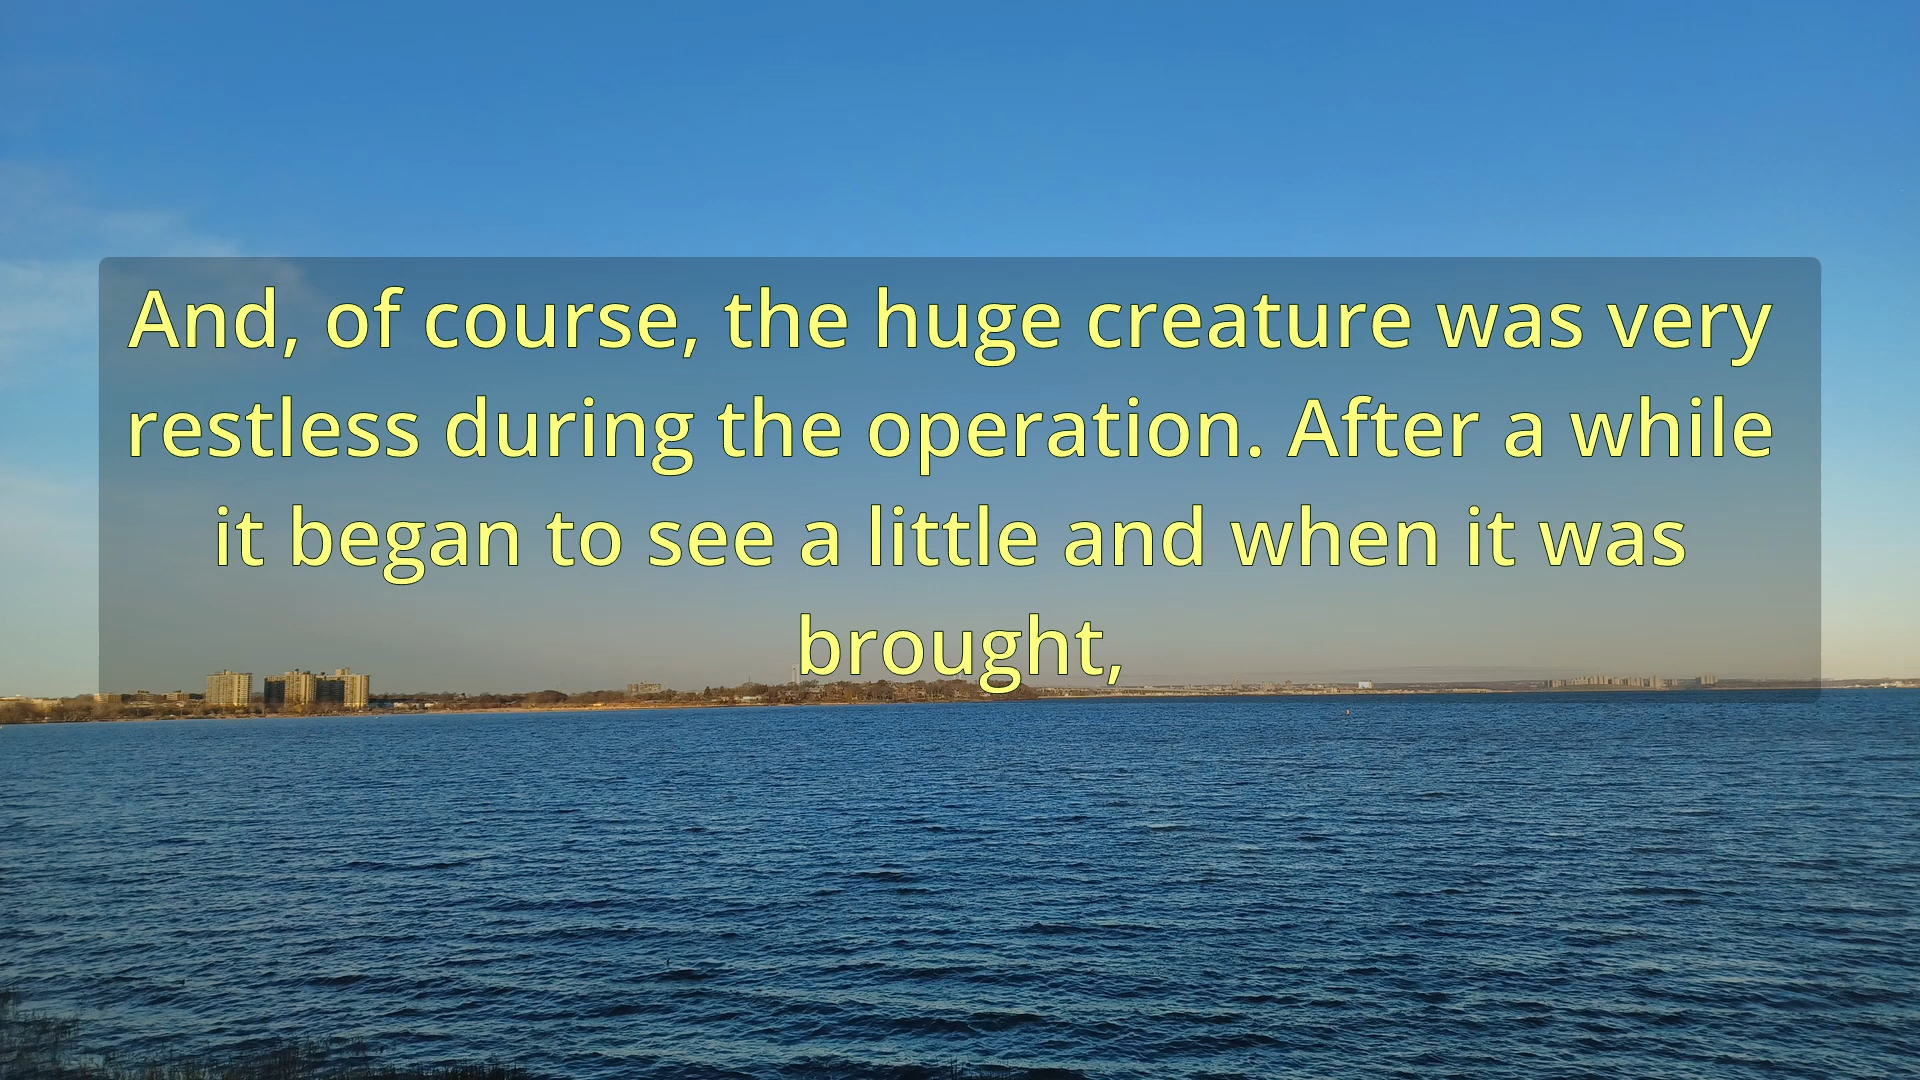 And, of course, the huge creature was very
restless during the operation. After a while
it began to see a little and when it was
brought,